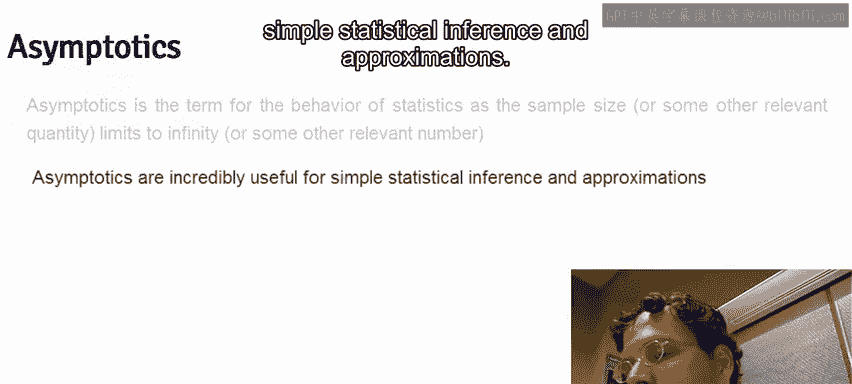 simple statistical inference and
approximations.
Asymptotics
Asymptotics is the term for the behavior of statistics as the sample size (or some other relevant
quantity) limits to infinity (or some other relevant number)
Asymptotics are incredibly useful for simple statistical inference and approximations